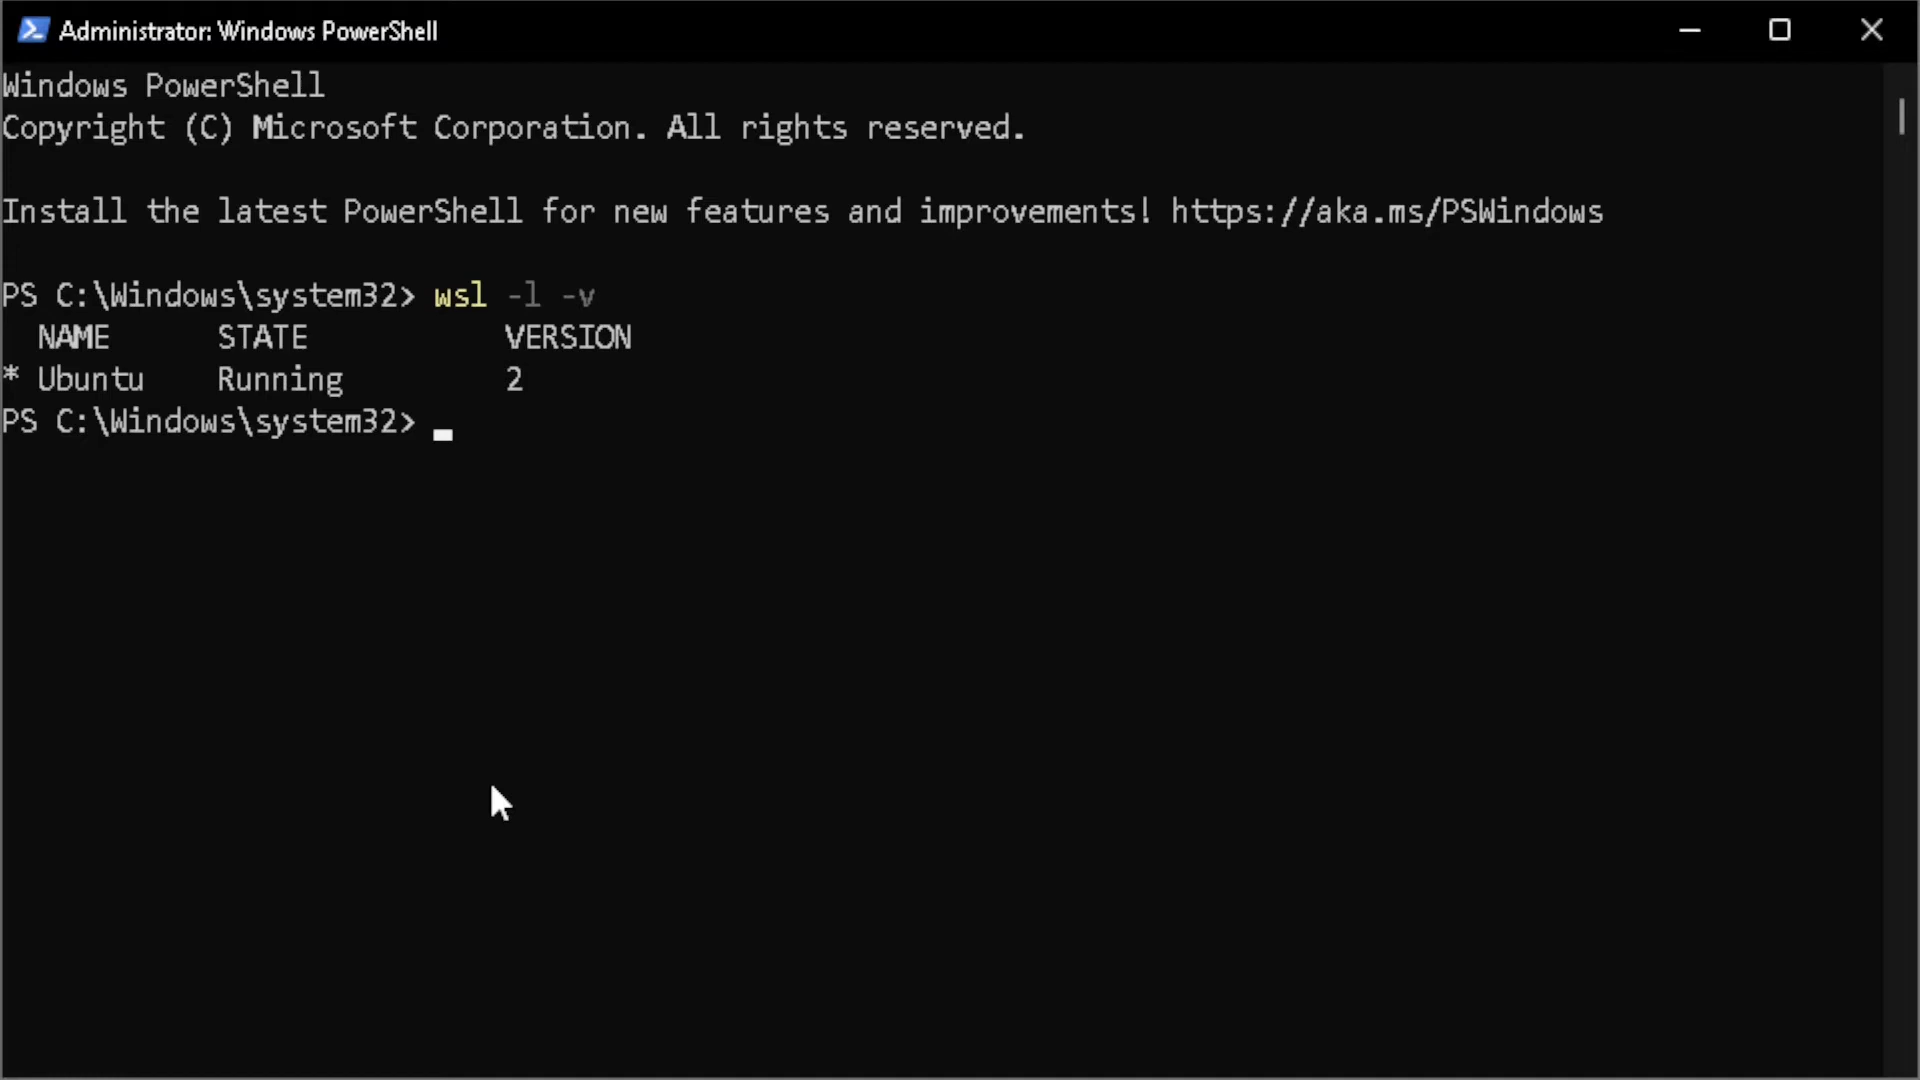 Administrator: Windows PowerShell
Windows PowerShell
Copyright (C) Microsoft Corporation. All rights reserved.
Install the latest PowerShell for new features and improvements! https://aka.ms/PSWindows
PS C:\Windows\system32> wsl -l -v
  NAME      STATE           VERSION
* Ubuntu    Running         2
PS C:\Windows\system32>